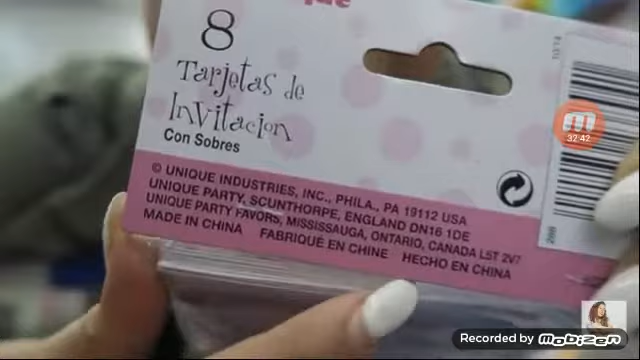 8
Tarjetas de
Invitacion
Con Sobres
© UNIQUE INDUSTRIES, INC., PHILA., PA 19112 USA
UNIQUE PARTY, SCUNTHORPE, ENGLAND DN16 1DE
UNIQUE PARTY FAVORS, MISSISSAUGA, ONTARIO, CANADA L5T 2V7
MADE IN CHINA FABRIQUÉ EN CHINE HECHO EN CHINA
32:42
Recorded by MOBIZEN